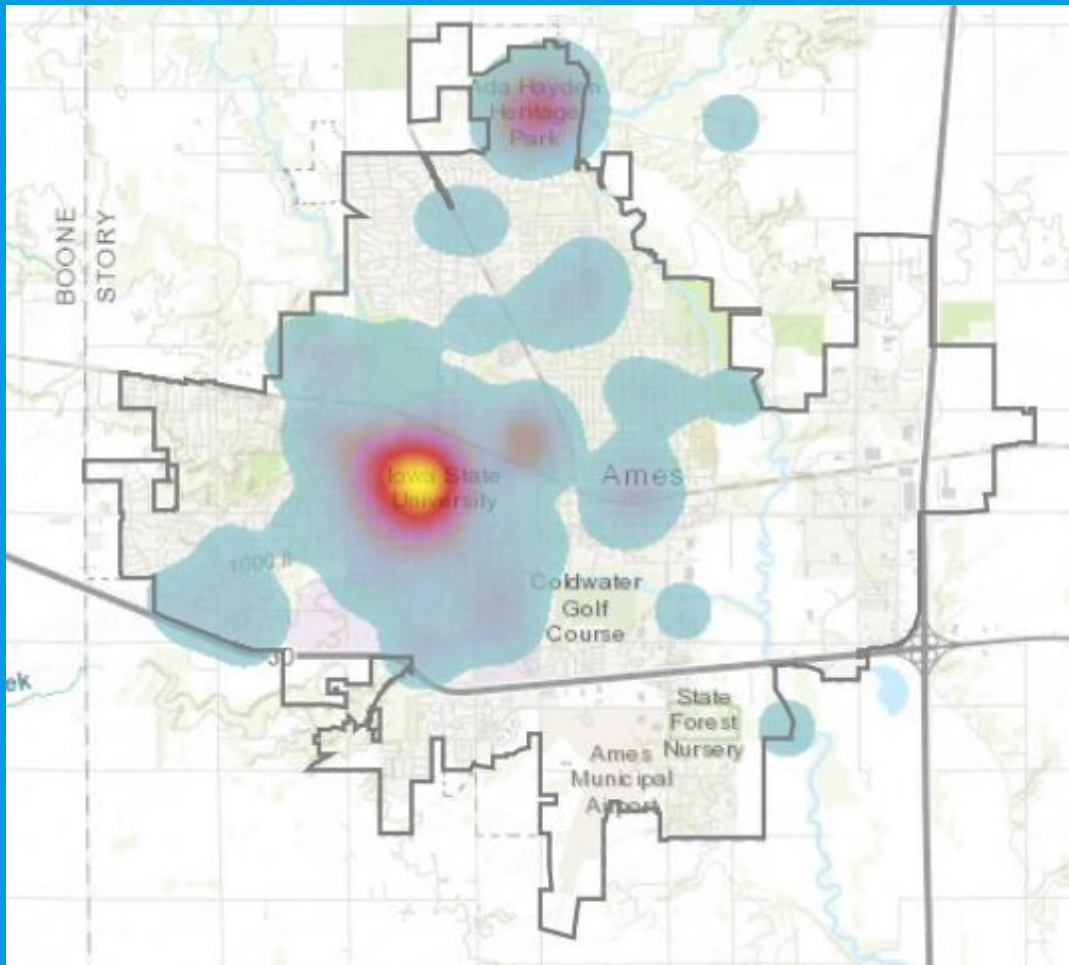 Ada Hayden
Heritage
Park
BOONE
STORY
Iowa State
University
Ames
1000 ft
Coldwater
Golf
Course
30
ek
State
Forest
Nursery
Ames
Municipal
Airport